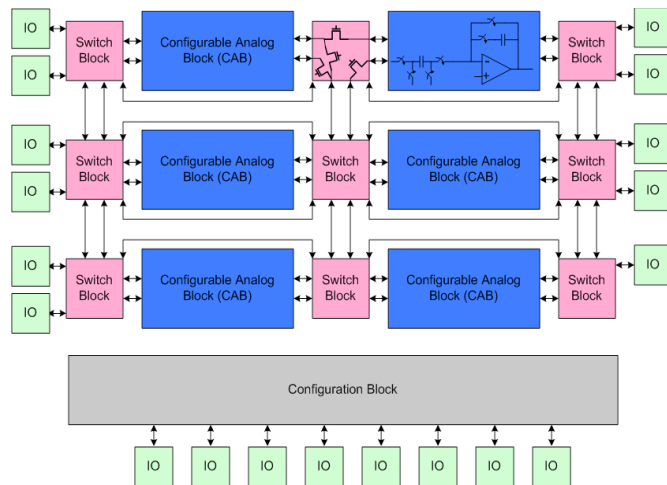 IO
IO
Switch
Block
Configurable Analog
Block (CAB)
Switch
Block
IO
IO
IO
IO
Switch
Block
Configurable Analog
Block (CAB)
Switch
Block
Configurable Analog
Block (CAB)
Switch
Block
IO
IO
IO
IO
Switch
Block
Configurable Analog
Block (CAB)
Switch
Block
Configurable Analog
Block (CAB)
Switch
Block
IO
Configuration Block
IO
IO
IO
IO
IO
IO
IO
IO